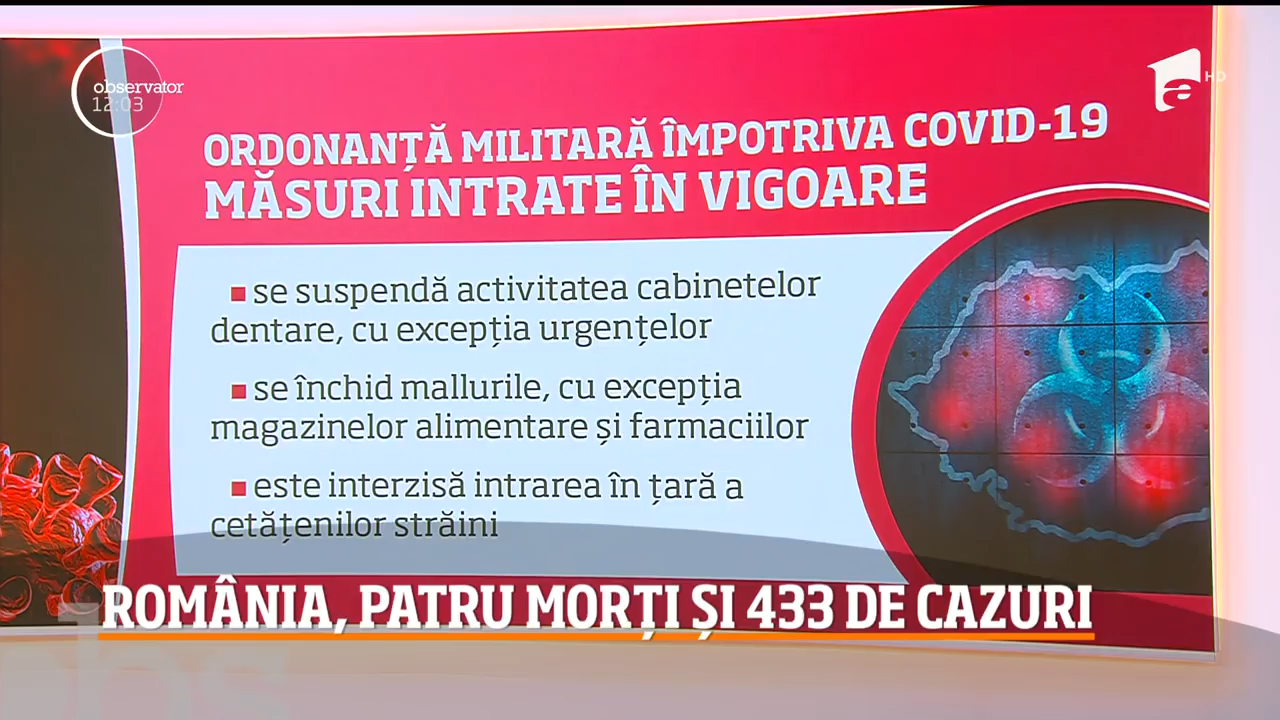 observator
12:03
a
HD
ORDONANȚĂ MILITARĂ ÎMPOTRIVA COVID-19
MĂSURI INTRATE ÎN VIGOARE
■ se suspendă activitatea cabinetelor
dentare, cu excepția urgențelor
■ se închid mallurile, cu excepția
magazinelor alimentare și farmaciilor
■ este interzisă intrarea în țară a
cetățenilor străini
ROMÂNIA, PATRU MORȚI ȘI 433 DE CAZURI